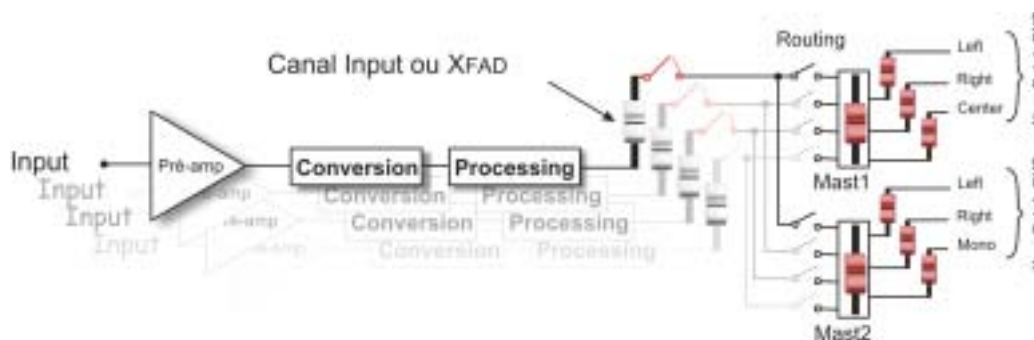 Routing
Left
Canal Input ou XFAD
Right
Center
Input
Pré-amp
Conversion
Processing
Mast1
Input
Conversion
Processing
Left
Input
Conversion
Processing
Right
Input
Conversion
Processing
Mono
Mast2